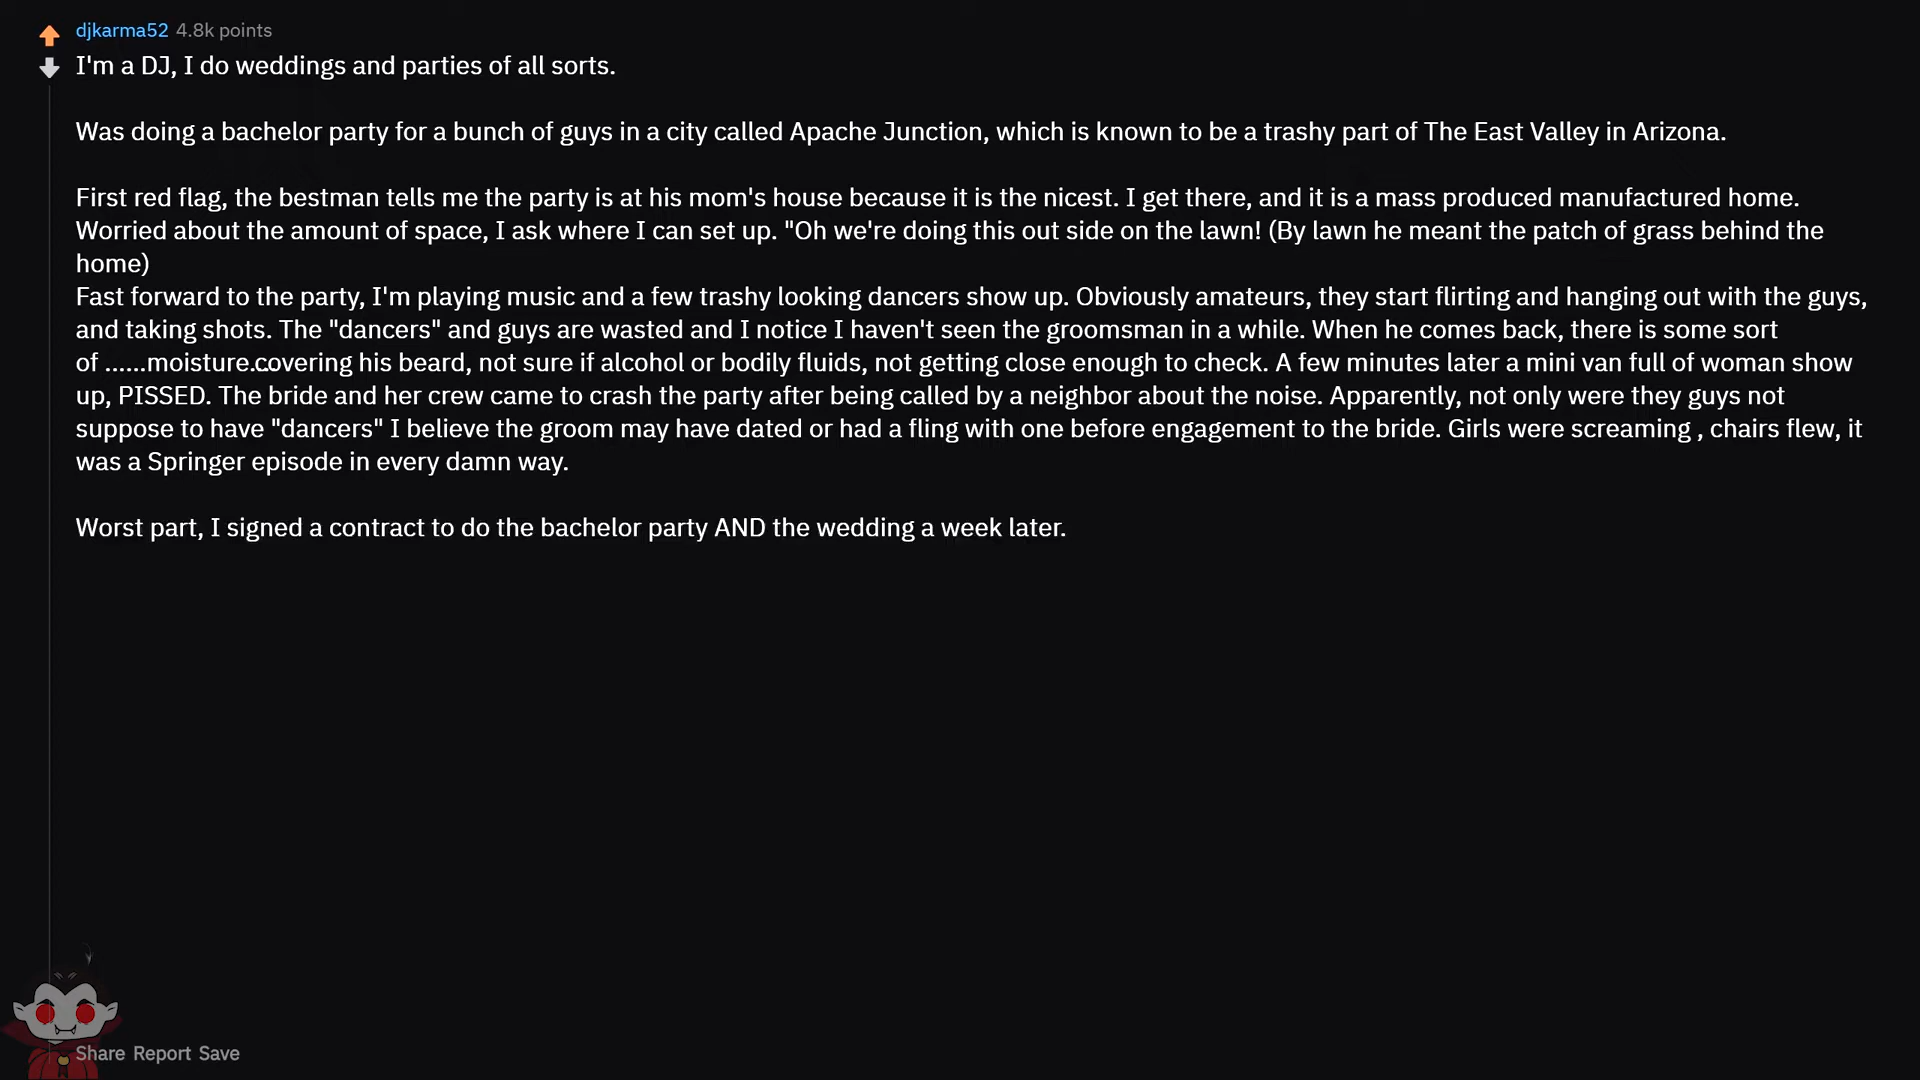 djkarma52 4.8k points
I'm a DJ, I do weddings and parties of all sorts.
Was doing a bachelor party for a bunch of guys in a city called Apache Junction, which is known to be a trashy part of The East Valley in Arizona.
First red flag, the bestman tells me the party is at his mom's house because it is the nicest. I get there, and it is a mass produced manufactured home.
Worried about the amount of space, I ask where I can set up. "Oh we're doing this out side on the lawn! (By lawn he meant the patch of grass behind the
home)
Fast forward to the party, I'm playing music and a few trashy looking dancers show up. Obviously amateurs, they start flirting and hanging out with the guys,
and taking shots. The "dancers" and guys are wasted and I notice I haven't seen the groomsman in a while. When he comes back, there is some sort
of ......moisture.covering his beard, not sure if alcohol or bodily fluids, not getting close enough to check. A few minutes later a mini van full of woman show
up, PISSED. The bride and her crew came to crash the party after being called by a neighbor about the noise. Apparently, not only were they guys not
suppose to have "dancers" I believe the groom may have dated or had a fling with one before engagement to the bride. Girls were screaming , chairs flew, it
was a Springer episode in every damn way.
Worst part, I signed a contract to do the bachelor party AND the wedding a week later.
Share Report Save